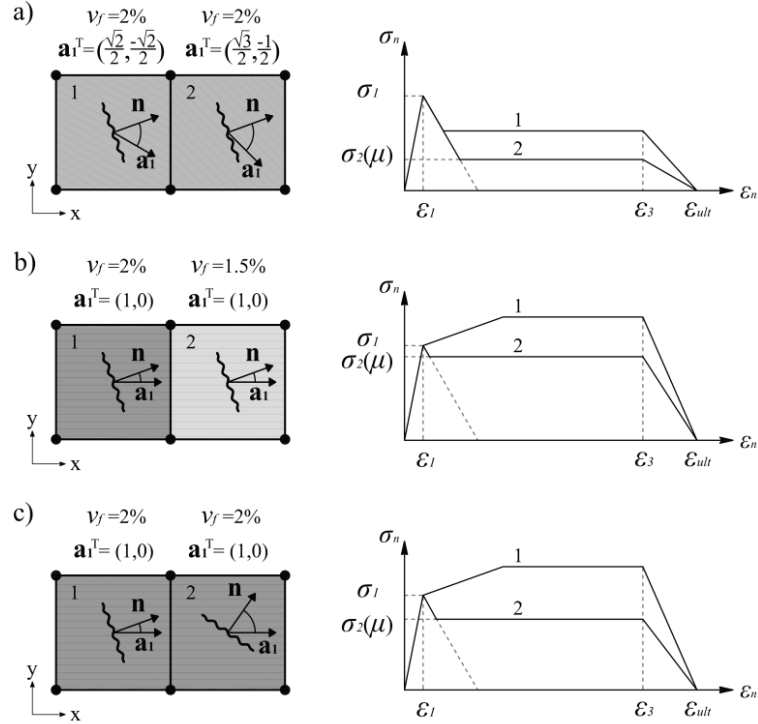 a)
v_f=2% v_f=2%
a₁ᵀ=(√2/2,-√2/2) a₁ᵀ=(√3/2,-1/2)
1 n a₁ 2 n a₁
y
x
σn
σ1
σ2(μ)
1
2
ε1 ε3 εult εn
b)
v_f=2% v_f=1.5%
a₁ᵀ=(1,0) a₁ᵀ=(1,0)
1 n a₁ 2 n a₁
y
x
σn
σ1
σ2(μ)
1
2
ε1 ε3 εult εn
c)
v_f=2% v_f=2%
a₁ᵀ=(1,0) a₁ᵀ=(1,0)
1 n a₁ 2 n a₁
y
x
σn
σ1
σ2(μ)
1
2
ε1 ε3 εult εn